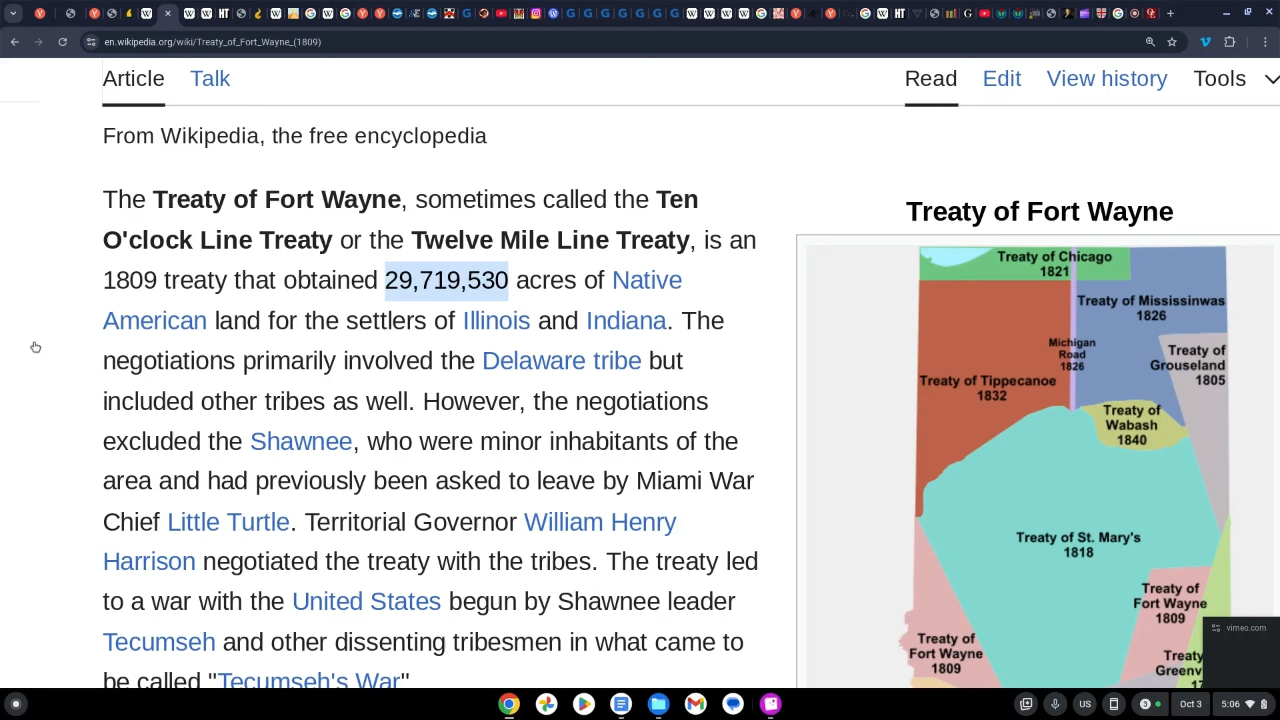 en.wikipedia.org/wiki/Treaty_of_Fort_Wayne_(1809)
Article Talk Read Edit View history Tools
From Wikipedia, the free encyclopedia
The Treaty of Fort Wayne, sometimes called the Ten
O'clock Line Treaty or the Twelve Mile Line Treaty, is an
1809 treaty that obtained 29,719,530 acres of Native
American land for the settlers of Illinois and Indiana. The
negotiations primarily involved the Delaware tribe but
included other tribes as well. However, the negotiations
excluded the Shawnee, who were minor inhabitants of the
area and had previously been asked to leave by Miami War
Chief Little Turtle. Territorial Governor William Henry
Harrison negotiated the treaty with the tribes. The treaty led
to a war with the United States begun by Shawnee leader
Tecumseh and other dissenting tribesmen in what came to
be called "Tecumseh's War"
Treaty of Fort Wayne
Treaty of Chicago
1821
Treaty of Mississinwas
1826
Michigan
Road
1826
Treaty of
Grouseland
1805
Treaty of Tippecanoe
1832
Treaty of
Wabash
1840
Treaty of St. Mary's
1818
Treaty of
Fort Wayne
1809
Treaty of
Fort Wayne
1809
Treaty
Greenv
17
vimeo.com
US
3
Oct 3
5:06